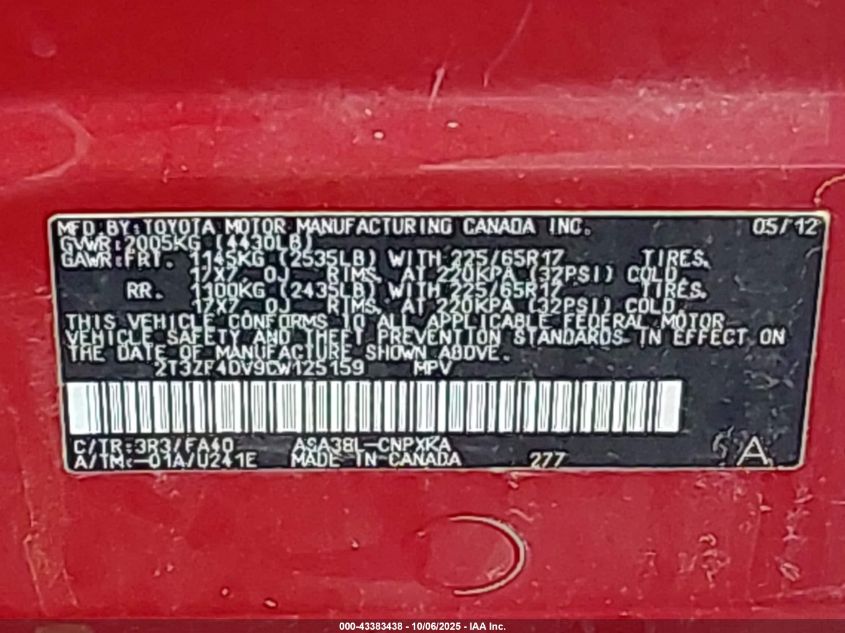 MFD BY:TOYOTA MOTOR MANUFACTURING CANADA INC. 05/12
GVWR:2005KG (4430LB)
GAWR:FRT. 1145KG (2535LB) WITH 225/65R17 TIRES,
17X7.0J RIMS, AT 220KPA (32PSI) COLD
RR. 1100KG (2435LB) WITH 225/65R17 TIRES,
17X7.0J RIMS, AT 220KPA (32PSI) COLD
THIS VEHICLE CONFORMS TO ALL APPLICABLE FEDERAL MOTOR
VEHICLE SAFETY AND THEFT PREVENTION STANDARDS IN EFFECT ON
THE DATE OF MANUFACTURE SHOWN ABOVE.
2T3ZF4DV9CW125159 MPV
C/TR:3R3/FA40 ASA38L-CNPXKA
A/TM:-01A/U241E MADE IN CANADA 277 A
000-43383438 - 10/06/2025 - IAA Inc.